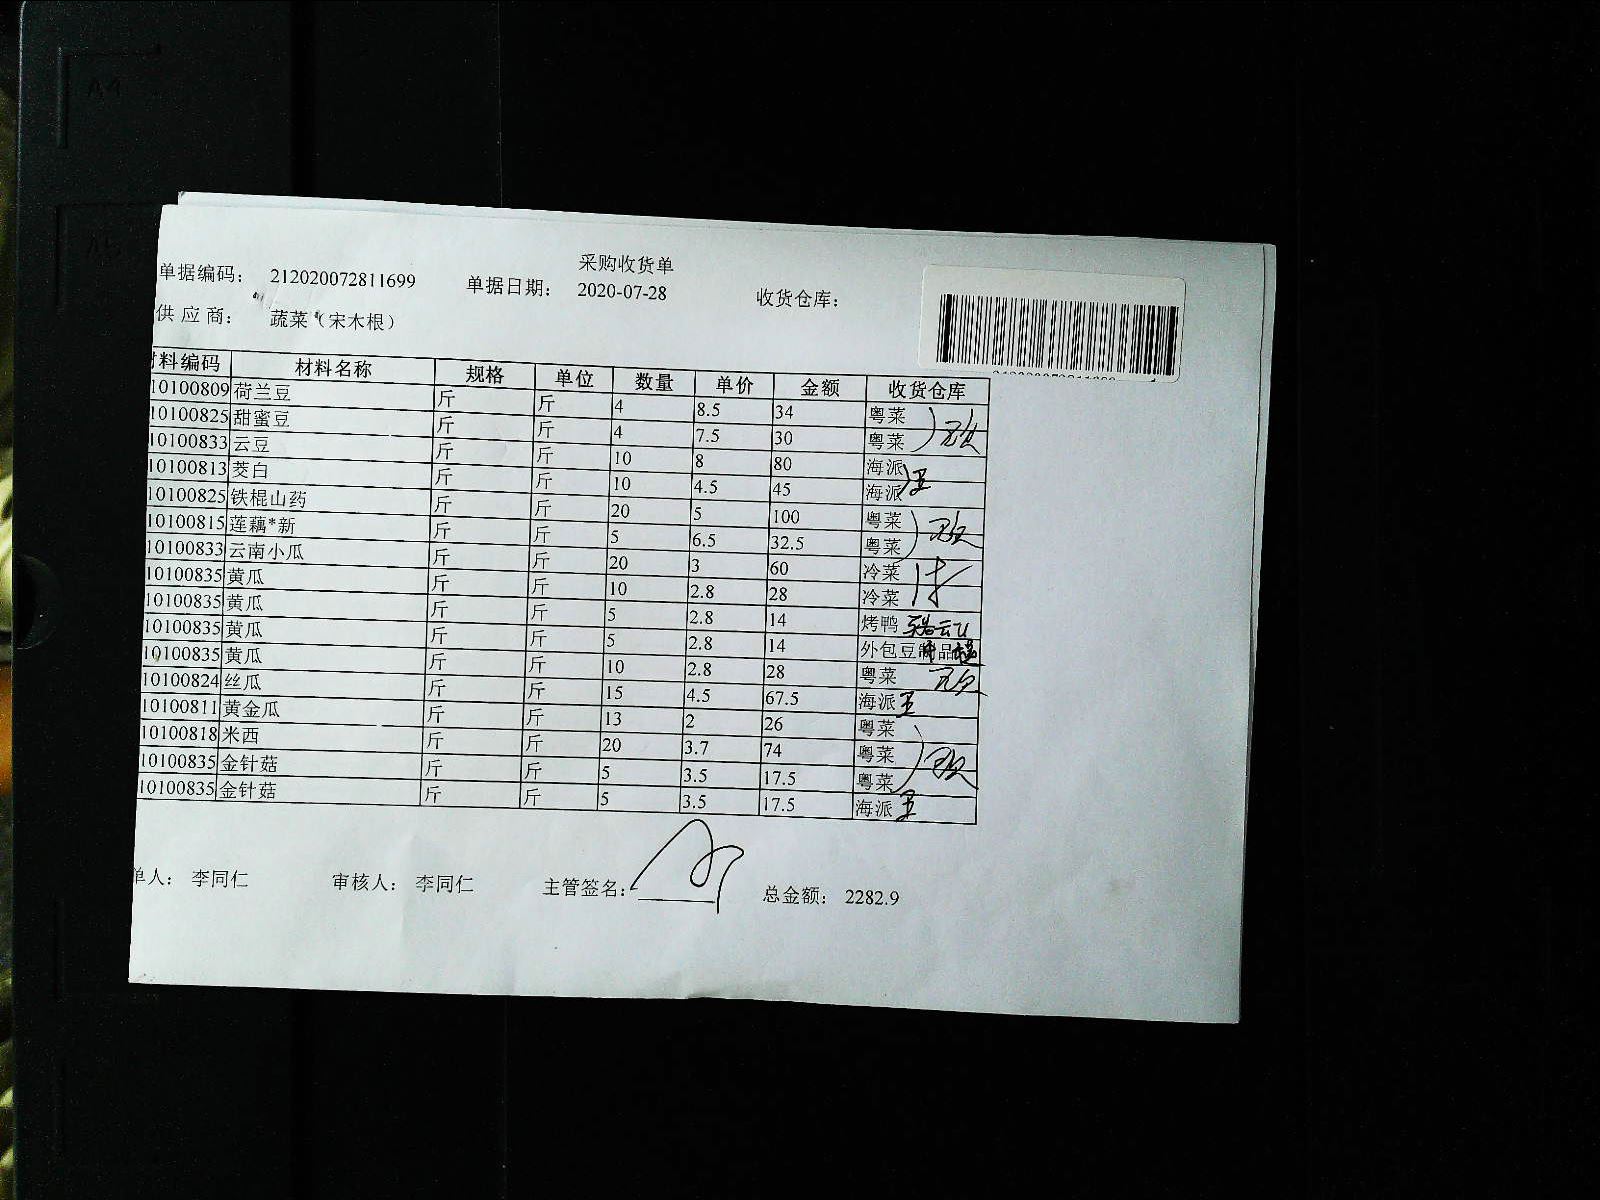 采购收货单
单据编码： 212020072811699 单据日期： 2020-07-28 收货仓库：
供 应 商： 蔬菜（宋木根）
料编码 材料名称 规格 单位 数量 单价 金额 收货仓库
10100809 荷兰豆 斤 斤 4 8.5 34 粤菜
10100825 甜蜜豆 斤 斤 4 7.5 30 粤菜
10100833 云豆 斤 斤 10 8 80 海派
10100813 茭白 斤 斤 10 4.5 45 海派
10100825 铁棍山药 斤 斤 20 5 100 粤菜
10100815 莲藕*新 斤 斤 5 6.5 32.5 粤菜
10100833 云南小瓜 斤 斤 20 3 60 冷菜
10100835 黄瓜 斤 斤 10 2.8 28 冷菜
10100835 黄瓜 斤 斤 5 2.8 14 烤鸭
10100835 黄瓜 斤 斤 5 2.8 14 外包豆制品
10100835 黄瓜 斤 斤 10 2.8 28 粤菜
10100824 丝瓜 斤 斤 15 4.5 67.5 海派
10100811 黄金瓜 斤 斤 13 2 26 粤菜
10100818 米西 斤 斤 20 3.7 74 粤菜
10100835 金针菇 斤 斤 5 3.5 17.5 粤菜
10100835 金针菇 斤 斤 5 3.5 17.5 海派
单人： 李同仁 审核人： 李同仁 主管签名： 总金额： 2282.9